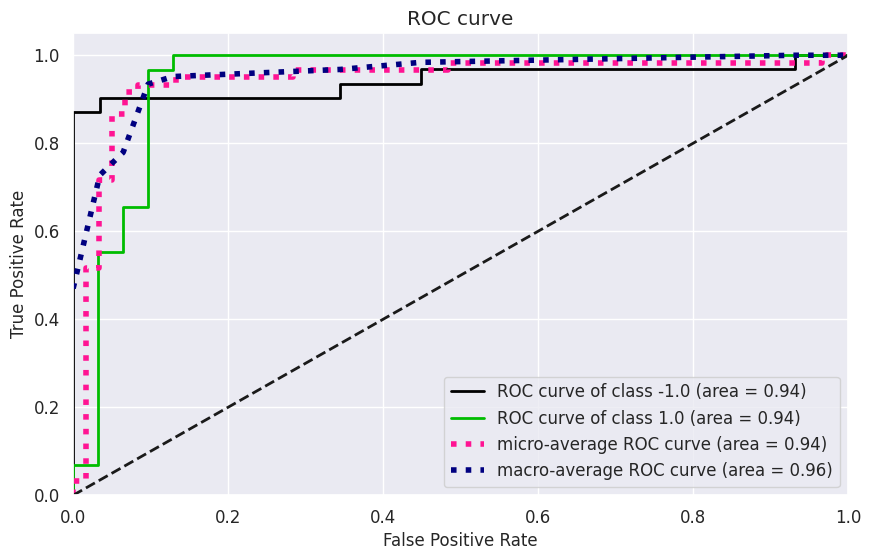 ROC curve
1.0
0.8
0.6
0.4
0.2
0.0
True Positive Rate
ROC curve of class -1.0 (area = 0.94)
ROC curve of class 1.0 (area = 0.94)
micro-average ROC curve (area = 0.94)
macro-average ROC curve (area = 0.96)
0.0 0.2 0.4 0.6 0.8 1.0
False Positive Rate